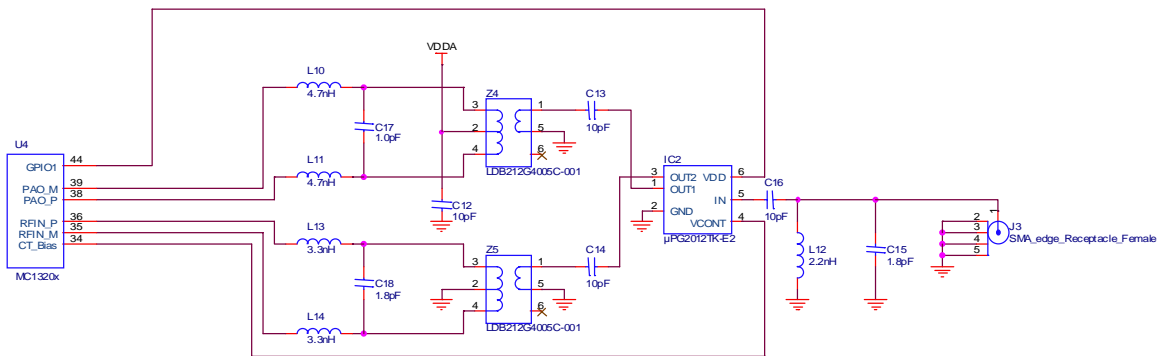 VDDA
L10
4.7nH
C17
1.0pF
L11
4.7nH
Z4
3
2
4
1
5
6
LDB212G4005C-001
C13
10pF
C12
10pF
U4
GPIO1
44
PAO_M
39
PAO_P
38
RFIN_P
36
RFIN_M
35
CT_Bias
34
MC1320x
L13
3.3nH
C18
1.8pF
L14
3.3nH
Z5
3
2
4
1
5
6
LDB212G4005C-001
C14
10pF
IC2
3
OUT2
VDD
6
1
OUT1
IN
5
2
GND
VCONT
4
µPG2012TK-E2
C16
10pF
L12
2.2nH
C15
1.8pF
1
2
3
4
5
J3
SMA_edge_Receptacle_Female